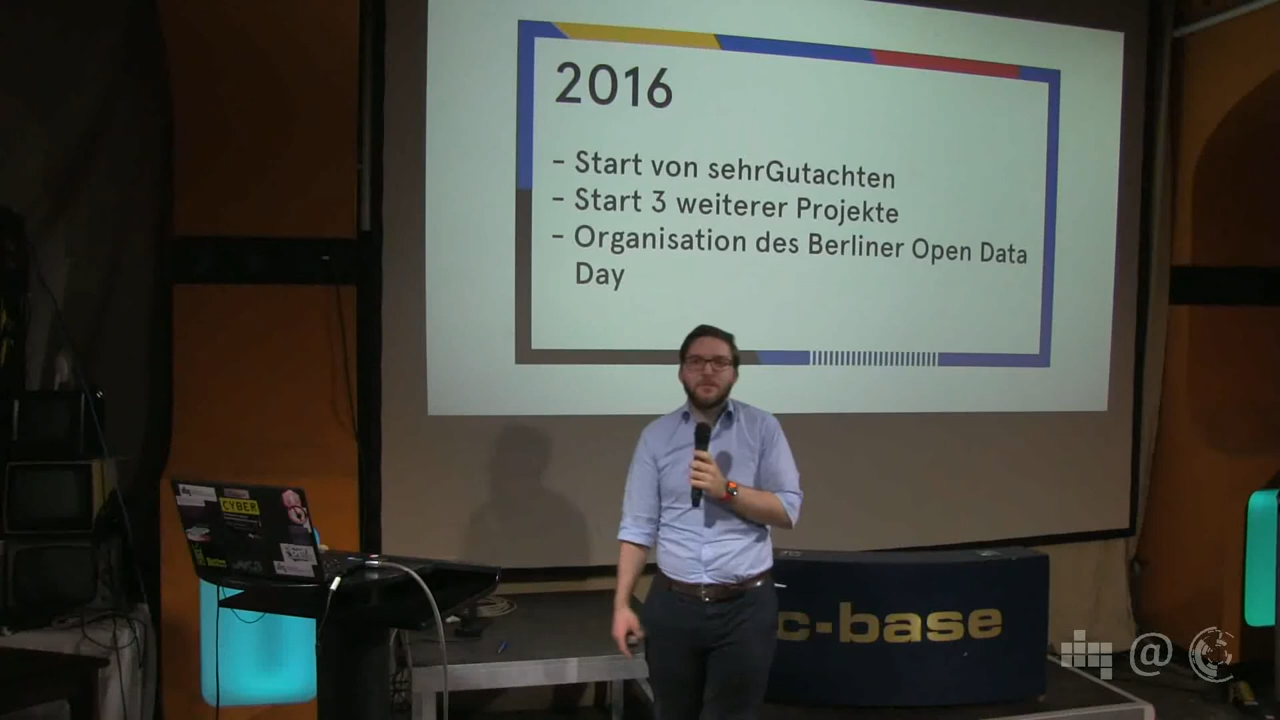 2016
- Start von sehrGutachten
- Start 3 weiterer Projekte
- Organisation des Berliner Open Data
Day
CYBER
c-base
@